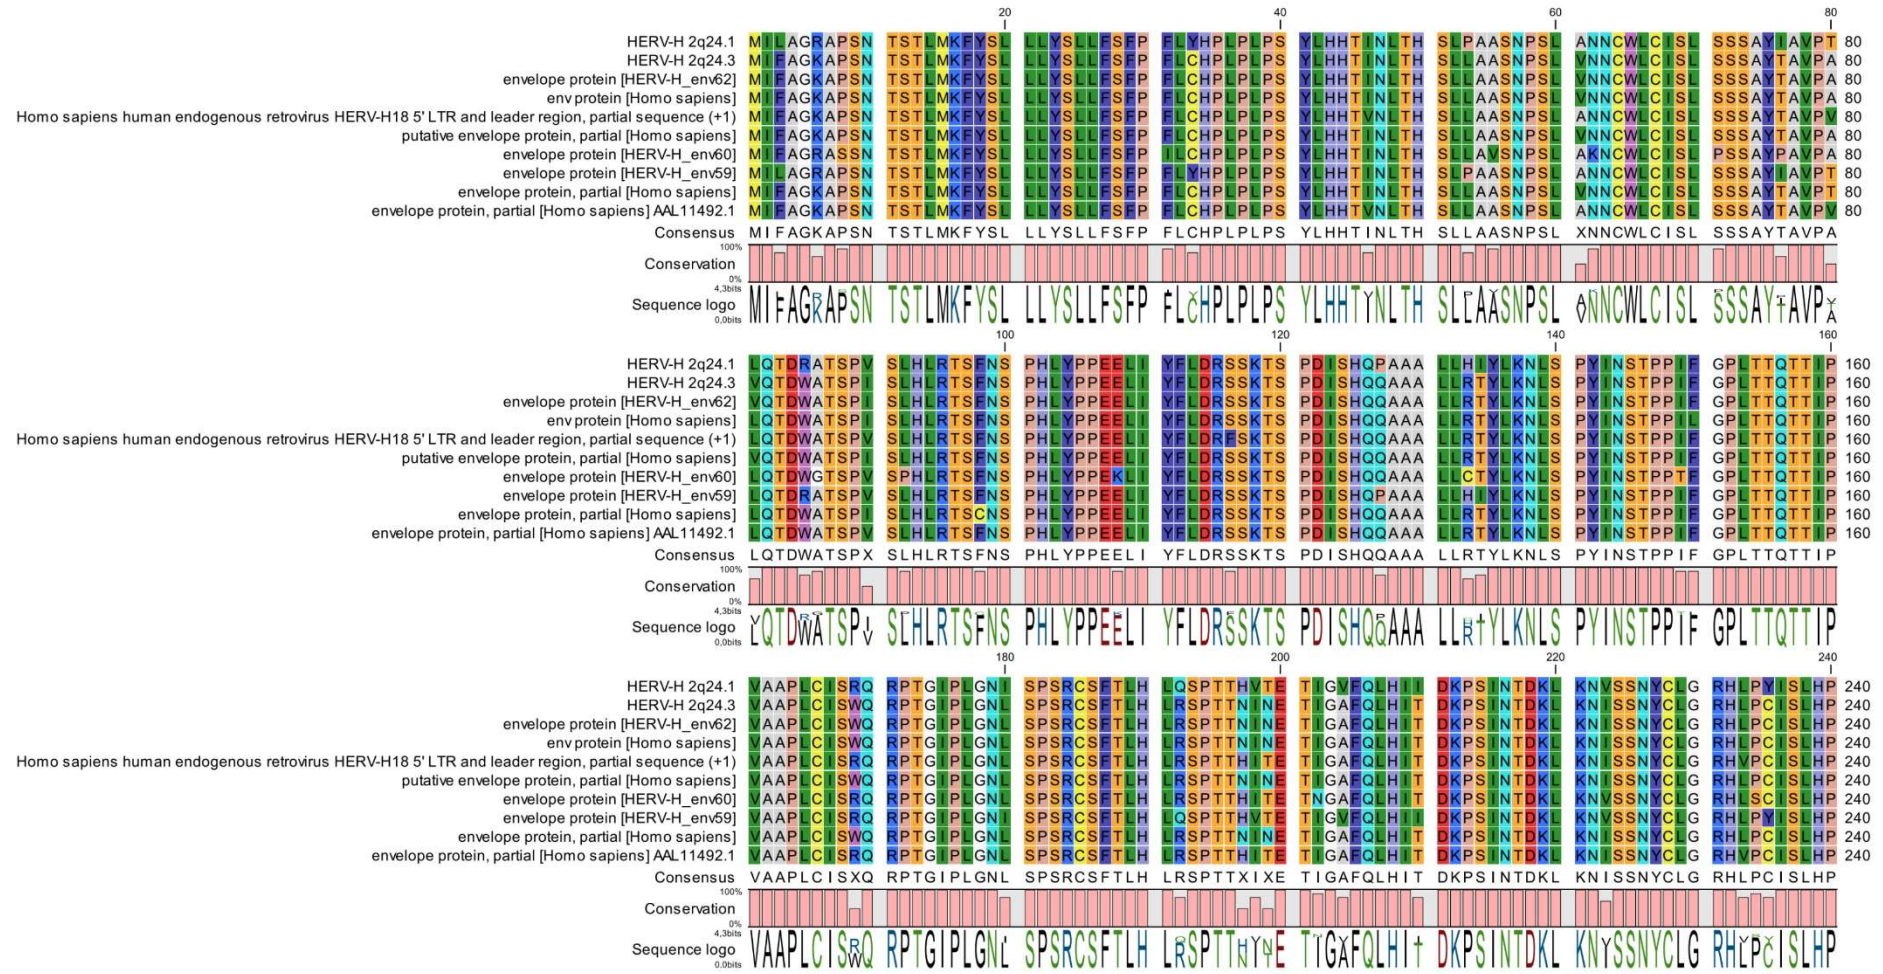 20 40 60 80
HERV-H 2q24.1 MILAGRAPSN TSTLMKFYSL LLYSLLFSFP FLYHPLPLPS YLHHTINLTH SLPAASNPSL ANNCWLCISL SSSAYIAVPT 80
HERV-H 2q24.3 MIFAGKAPSN TSTLMKFYSL LLYSLLFSFP FLCHPLPLPS YLHHTINLTH SLLAASNPSL VNNCWLCISL SSSAYTAVPA 80
envelope protein [HERV-H_env62] MIFAGKAPSN TSTLMKFYSL LLYSLLFSFP FLCHPLPLPS YLHHTINLTH SLLAASNPSL VNNCWLCISL SSSAYTAVPA 80
env protein [Homo sapiens] MIFAGKAPSN TSTLMKFYSL LLYSLLFSFP FLCHPLPLPS YLHHTINLTH SLLAASNPSL VNNCWLCISL SSSAYTAVPA 80
Homo sapiens human endogenous retrovirus HERV-H18 5' LTR and leader region, partial sequence (+1) MIFAGKAPSN TSTLMKFYSL LLYSLLFSFP FLCHPLPLPS YLHHTVNLTH SLLAASNPSL ANNCWLCISL SSSAYTAVPV 80
putative envelope protein, partial [Homo sapiens] MIFAGKAPSN TSTLMKFYSL LLYSLLFSFP FLCHPLPLPS YLHHTINLTH SLLAASNPSL VNNCWLCISL SSSAYTAVPA 80
envelope protein [HERV-H_env60] MIFAGRASSN TSTLMKFYSL LLYSLLFSFP ILCHPLPLPS YLHHTINLTH SLLAVSNPSL AKNCWLCISL PSSAYPAVPA 80
envelope protein [HERV-H_env59] MILAGRAPSN TSTLMKFYSL LLYSLLFSFP FLYHPLPLPS YLHHTINLTH SLPAASNPSL ANNCWLCISL SSSAYIAVPT 80
envelope protein, partial [Homo sapiens] MIFAGKAPSN TSTLMKFYSL LLYSLLFSFP FLCHPLPLPS YLHHTINLTH SLLAASNPSL VNNCWLCISL SSSAYTAVPT 80
envelope protein, partial [Homo sapiens] AAL11492.1 MIFAGKAPSN TSTLMKFYSL LLYSLLFSFP FLCHPLPLPS YLHHTVNLTH SLLAASNPSL ANNCWLCISL SSSAYTAVPV 80
Consensus MIFAGKAPSN TSTLMKFYSL LLYSLLFSFP FLCHPLPLPS YLHHTINLTH SLLAASNPSL XNNCWLCISL SSSAYTAVPA
100%
Conservation
0%
4,3bits
Sequence logo
0,0bits
100 120 140 160
HERV-H 2q24.1 LQTDRATSPV SLHLRTSFNS PHLYPPEELI YFLDRSSKTS PDISHQPAAA LLHIYLKNLS PYINSTPPIF GPLTTQTTIP 160
HERV-H 2q24.3 VQTDWATSPI SLHLRTSFNS PHLYPPEELI YFLDRSSKTS PDISHQQAAA LLRTYLKNLS PYINSTPPIF GPLTTQTTIP 160
envelope protein [HERV-H_env62] VQTDWATSPI SLHLRTSFNS PHLYPPEELI YFLDRSSKTS PDISHQQAAA LLRTYLKNLS PYINSTPPIF GPLTTQTTIP 160
env protein [Homo sapiens] LQTDWATSPI SLHLRTSFNS PHLYPPEELI YFLDRSSKTS PDISHQQAAA LLRTYLKNLS PYINSTPPIL GPLTTQTTIP 160
Homo sapiens human endogenous retrovirus HERV-H18 5' LTR and leader region, partial sequence (+1) LQTDWATSPV SLHLRTSFNS PHLYPPEELI YFLDRFSKTS PDISHQQAAA LLRTYLKNLS PYINSTPPIF GPLTTQTTIP 160
putative envelope protein, partial [Homo sapiens] VQTDWATSPI SLHLRTSFNS PHLYPPEELI YFLDRSSKTS PDISHQQAAA LLRTYLKNLS PYINSTPPIF GPLTTQTTIP 160
envelope protein [HERV-H_env60] LQTDWGTSPV SPHLRTSFNS PHLYPPEKLI YFLDRSSKTS PDISHQQAAA LLCTYLKNLS PYINSTPPTF GPLTTQTTIP 160
envelope protein [HERV-H_env59] LQTDRATSPV SLHLRTSFNS PHLYPPEELI YFLDRSSKTS PDISHQPAAA LLHIYLKNLS PYINSTPPIF GPLTTQTTIP 160
envelope protein, partial [Homo sapiens] LQTDWATSPI SLHLRTSCNS PHLYPPEELI YFLDRSSKTS PDISHQQAAA LLRTYLKNLS PYINSTPPIF GPLTTQTTIP 160
envelope protein, partial [Homo sapiens] AAL11492.1 LQTDWATSPV SLHLRTSFNS PHLYPPEELI YFLDRSSKTS PDISHQQAAA LLRTYLKNLS PYINSTPPIF GPLTTQTTIP 160
Consensus LQTDWATSPX SLHLRTSFNS PHLYPPEELI YFLDRSSKTS PDISHQQAAA LLRTYLKNLS PYINSTPPIF GPLTTQTTIP
100%
Conservation
0%
4,3bits
Sequence logo
0,0bits
180 200 220 240
HERV-H 2q24.1 VAAPLCISRQ RPTGIPLGNI SPSRCSFTLH LQSPTTHVTE TIGVFQLHII DKPSINTDKL KNVSSNYCLG RHLPYISLHP 240
HERV-H 2q24.3 VAAPLCISWQ RPTGIPLGNL SPSRCSFTLH LRSPTTNINE TIGAFQLHIT DKPSINTDKL KNISSNYCLG RHLPCISLHP 240
envelope protein [HERV-H_env62] VAAPLCISWQ RPTGIPLGNL SPSRCSFTLH LRSPTTNINE TIGAFQLHIT DKPSINTDKL KNISSNYCLG RHLPCISLHP 240
env protein [Homo sapiens] VAAPLCISWQ RPTGIPLGNL SPSRCSFTLH LRSPTTNINE TIGAFQLHIT DKPSINTDKL KNISSNYCLG RHLPCISLHP 240
Homo sapiens human endogenous retrovirus HERV-H18 5' LTR and leader region, partial sequence (+1) VAAPLCISRQ RPTGIPLGNL SPSRCSFTLH LRSPTTHITE TIGAFQLHIT DKPSINTDKL KNISSNYCLG RHVPCISLHP 240
putative envelope protein, partial [Homo sapiens] VAAPLCISWQ RPTGIPLGNL SPSRCSFTLH LRSPTTNINE TIGAFQLHIT DKPSINTDKL KNISSNYCLG RHLPCISLHP 240
envelope protein [HERV-H_env60] VAAPLCISRQ RPTGIPLGNL SPSRCSFTLH LRSPTTHITE TNGAFQLHIT DKPSINTDKL KNVSSNYCLG RHLSCISLHP 240
envelope protein [HERV-H_env59] VAAPLCISRQ RPTGIPLGNI SPSRCSFTLH LQSPTTHVTE TIGVFQLHII DKPSINTDKL KNVSSNYCLG RHLPYISLHP 240
envelope protein, partial [Homo sapiens] VAAPLCISWQ RPTGIPLGNL SPSRCSFTLH LRSPTTNINE TIGAFQLHIT DKPSINTDKL KNISSNYCLG RHLPCISLHP 240
envelope protein, partial [Homo sapiens] AAL11492.1 VAAPLCISRQ RPTGIPLGNL SPSRCSFTLH LRSPTTHITE TIGAFQLHIT DKPSINTDKL KNISSNYCLG RHVPCISLHP 240
Consensus VAAPLCISXQ RPTGIPLGNL SPSRCSFTLH LRSPTTXIXE TIGAFQLHIT DKPSINTDKL KNISSNYCLG RHLPCISLHP
100%
Conservation
0%
4,3bits
Sequence logo
0,0bits